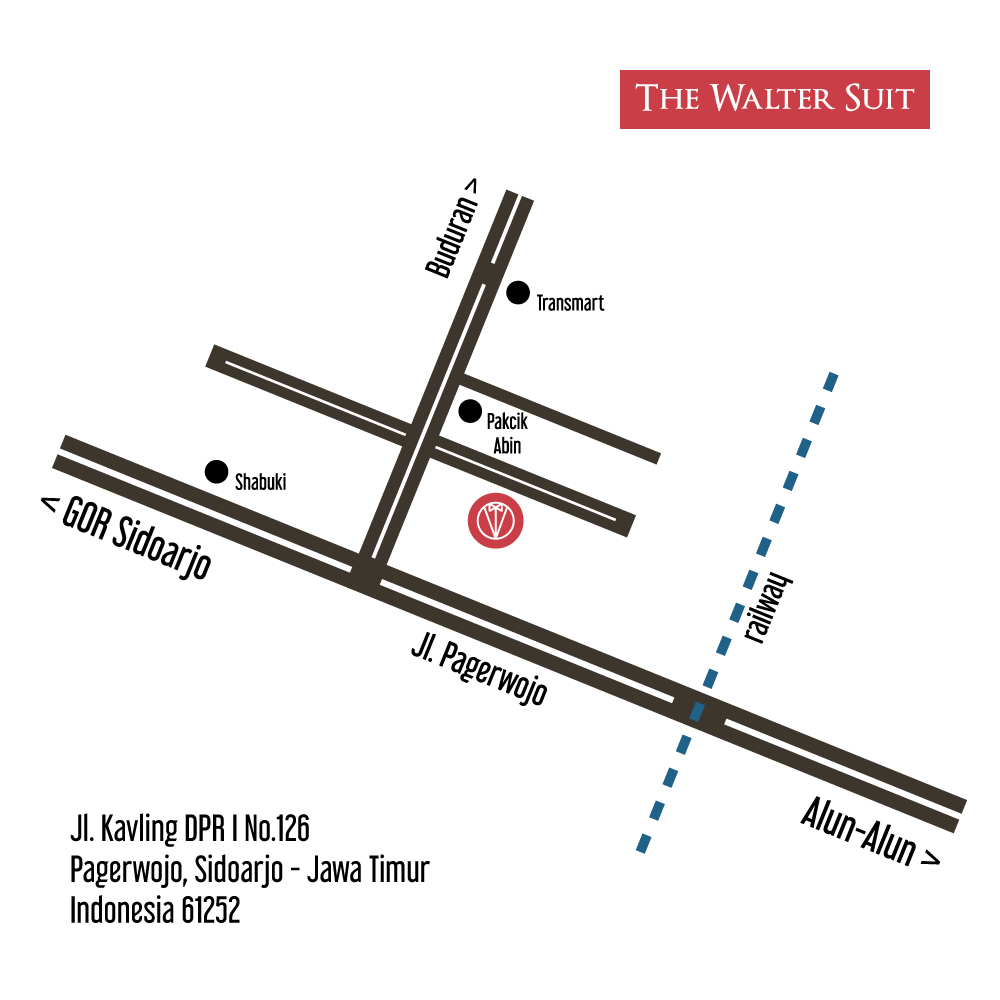 THE WALTER SUIT
Buduran >
Transmart
Pakcik
Abin
Shabuki
< GOR Sidoarjo
railway
Jl. Pagerwojo
Alun-Alun >
Jl. Kavling DPR I No.126
Pagerwojo, Sidoarjo - Jawa Timur
Indonesia 61252